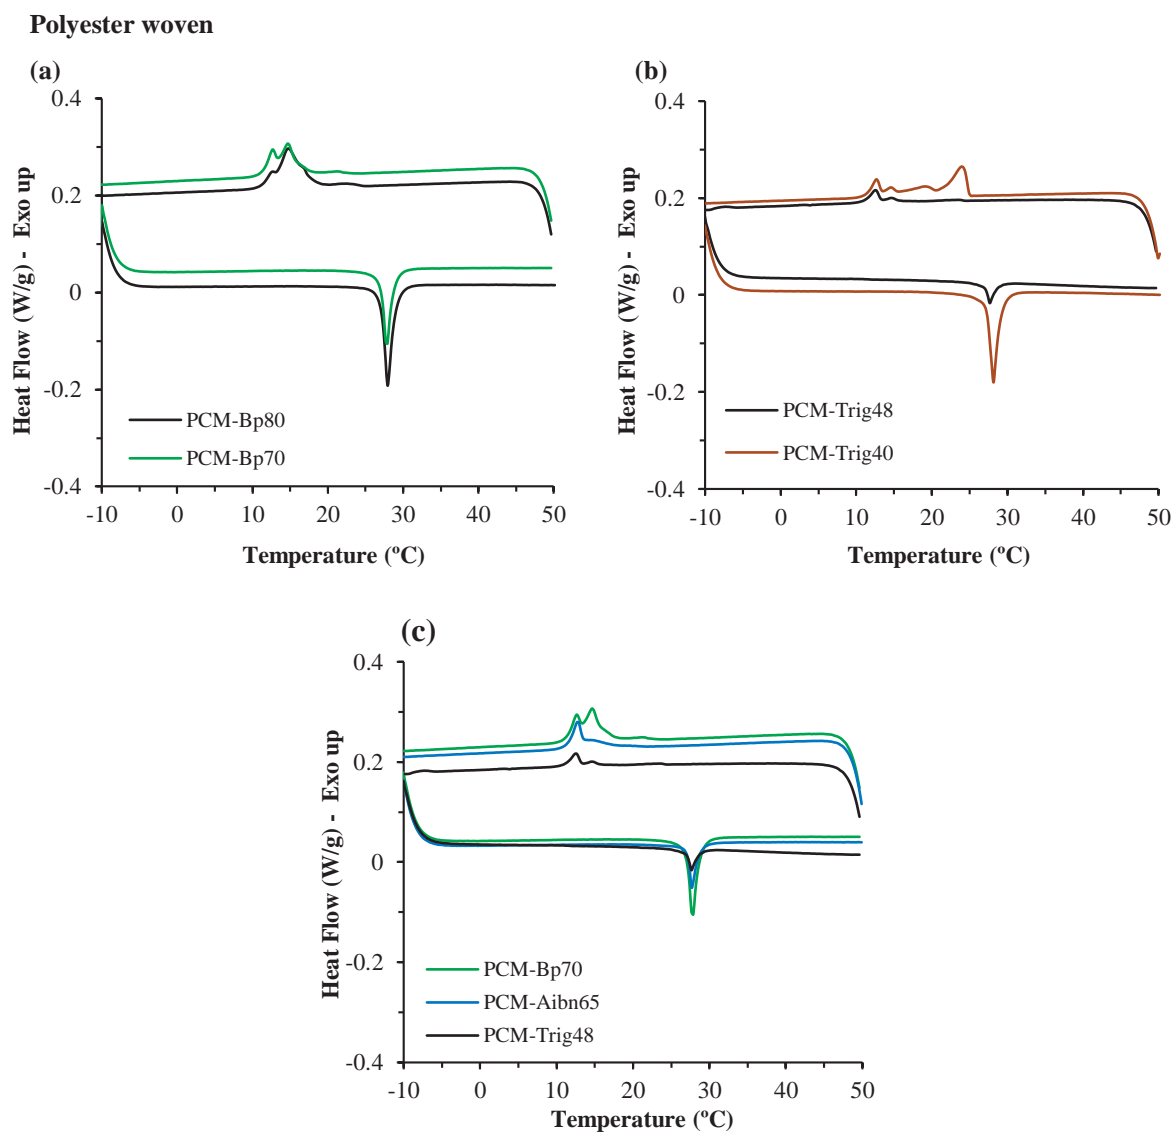 Polyester woven
(a)
Heat Flow (W/g) -  Exo up
0.4
0.2
0
-0.2
-0.4
-10 0 10 20 30 40 50
Temperature (ºC)
PCM-Bp80
PCM-Bp70
(b)
Heat Flow (W/g) -  Exo up
0.4
0.2
0
-0.2
-0.4
-10 0 10 20 30 40 50
Temperature (ºC)
PCM-Trig48
PCM-Trig40
(c)
Heat Flow (W/g) -  Exo up
0.4
0.2
0
-0.2
-0.4
-10 0 10 20 30 40 50
Temperature (ºC)
PCM-Bp70
PCM-Aibn65
PCM-Trig48